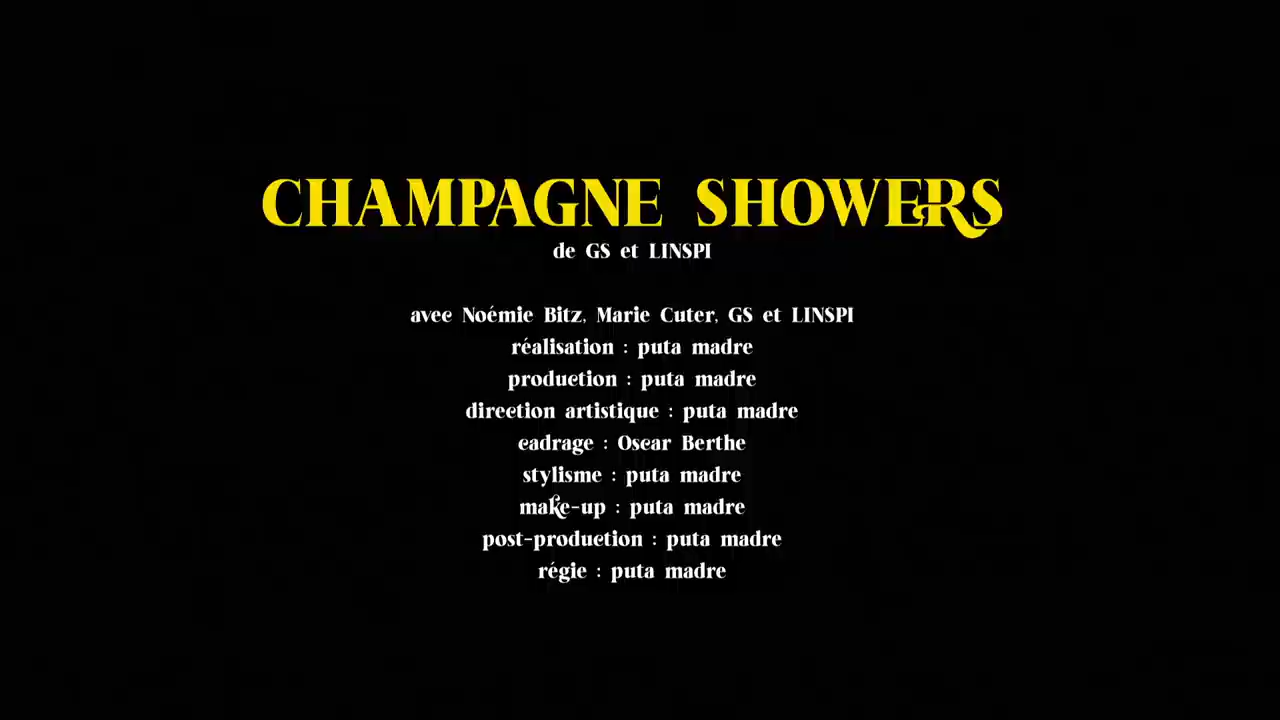 CHAMPAGNE SHOWERS
de GS et LINSPI
avec Noémie Bitz, Marie Cuter, GS et LINSPI
réalisation : puta madre
production : puta madre
direction artistique : puta madre
cadrage : Oscar Berthe
stylisme : puta madre
make-up : puta madre
post-production : puta madre
régie : puta madre